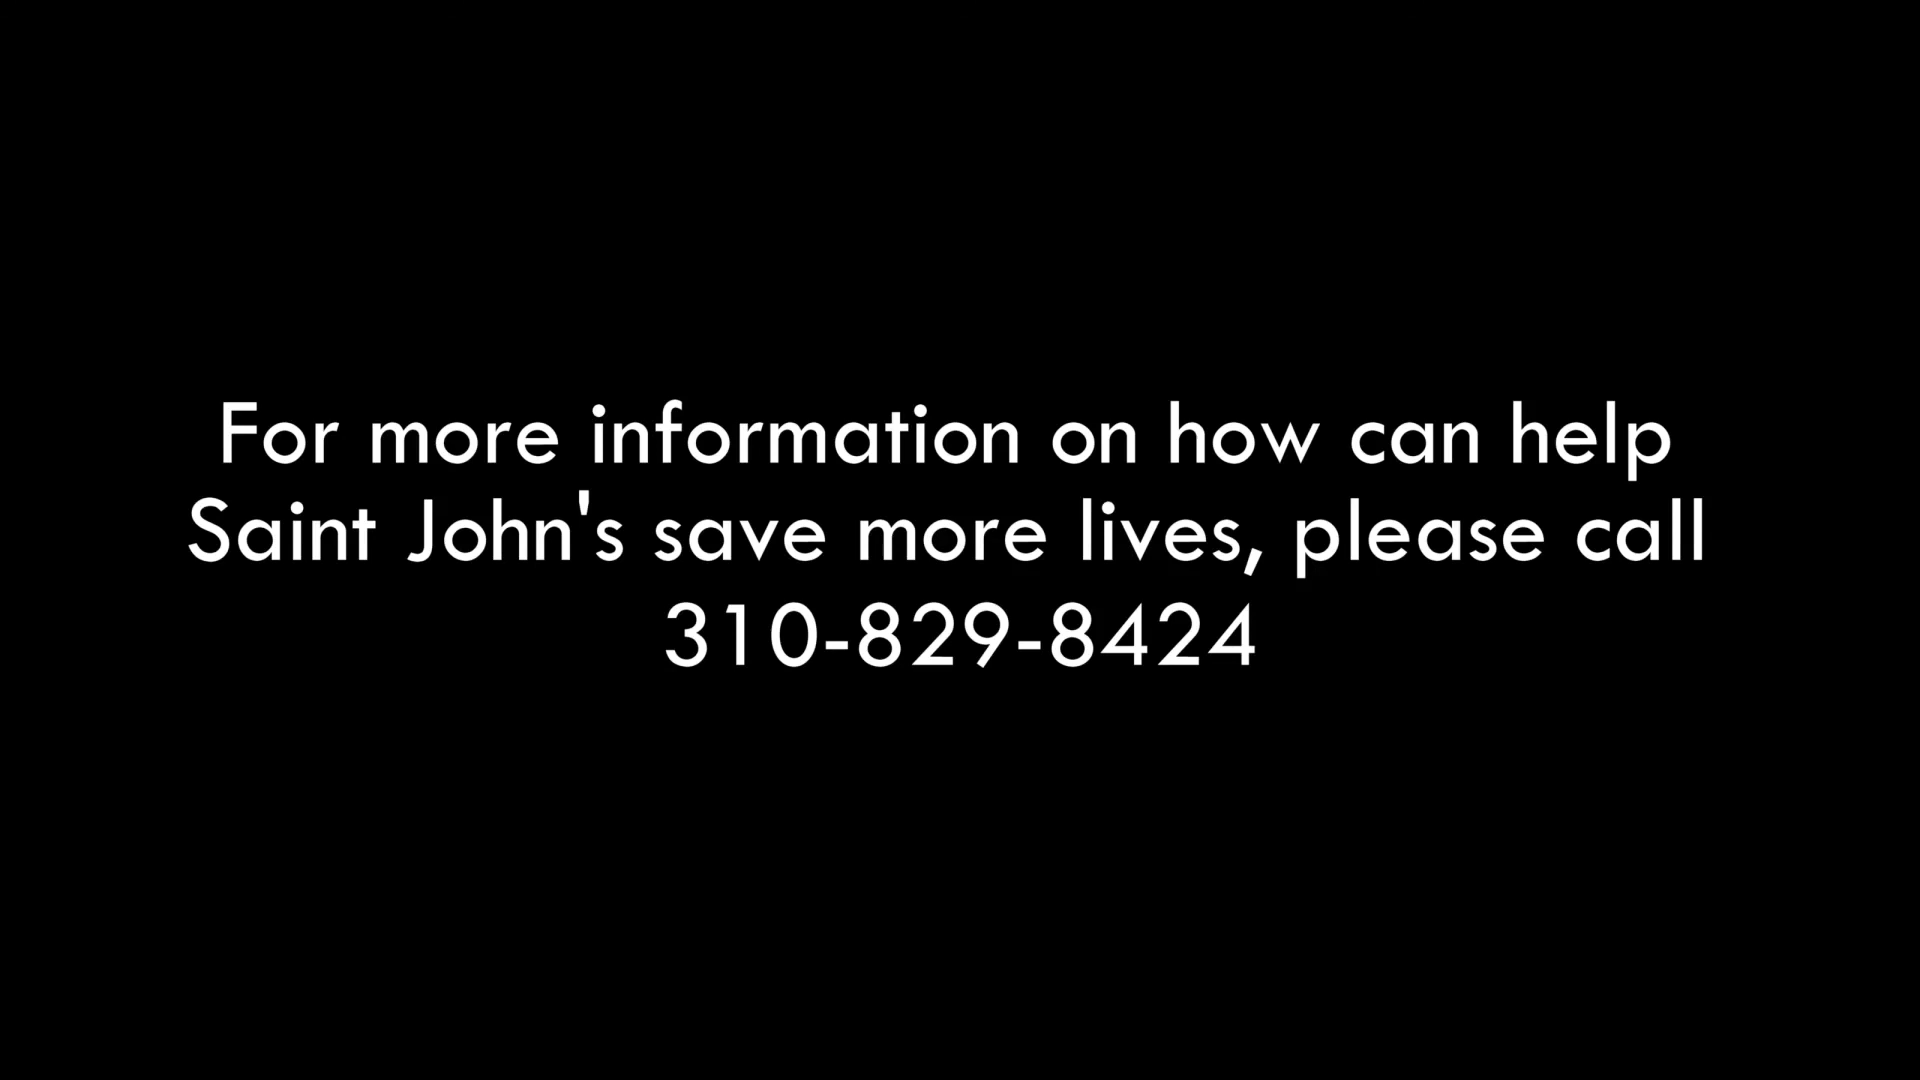 For more information on how can help
Saint John's save more lives, please call
310-829-8424